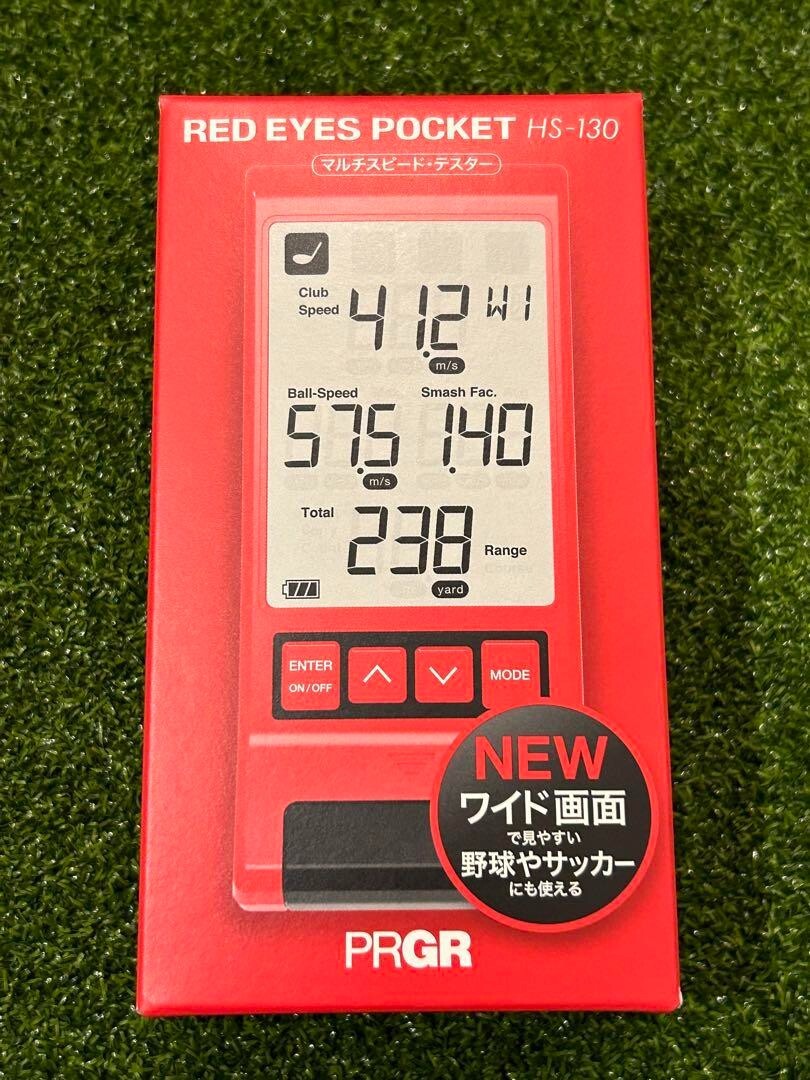 RED EYES POCKET HS-130
マルチスピード・テスター
Club
Speed 41.2 W1
m/s
Ball-Speed Smash Fac.
57.5 1.40
m/s
Total 238 Range
yard
ENTER
ON/OFF
MODE
NEW
ワイド画面
で見やすい
野球やサッカー
にも使える
PRGR